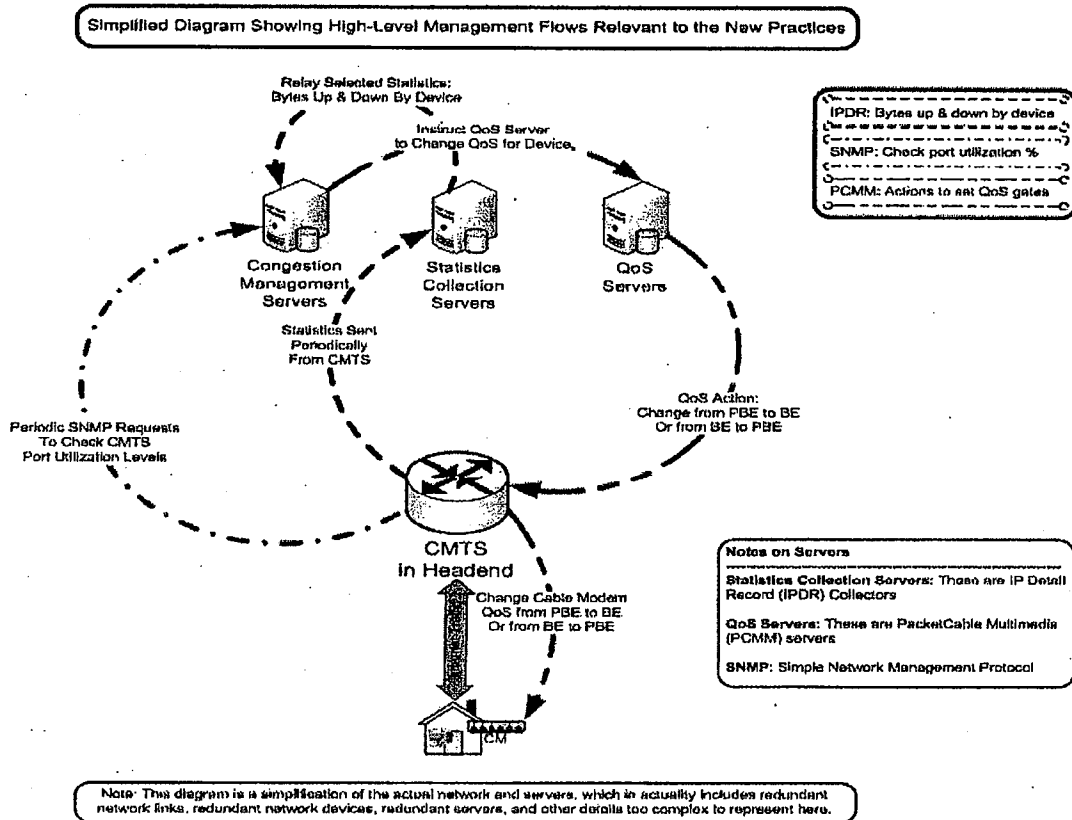 Simplified Diagram Showing High-Level Management Flows Relevant to the New Practices
Relay Selected Statistics:
Bytes Up & Down By Device
Instruct QoS Server
to Change QoS for Device
IPDR: Bytes up & down by device
SNMP: Check port utilization %
PCMM: Actions to set QoS gates
Congestion
Management
Servers
Statistics
Collection
Servers
QoS
Servers
Statistics Sent
Periodically
From CMTS
Periodic SNMP Requests
To Check CMTS
Port Utilization Levels
QoS Action:
Change from PBE to BE
Or from BE to PBE
CMTS
in Headend
Change Cable Modem
QoS from PBE to BE
Or from BE to PBE
CM
Notes on Servers
Statistics Collection Servers: These are IP Detail
Record (IPDR) Collectors
QoS Servers: These are PacketCable Multimedia
(PCMM) servers
SNMP: Simple Network Management Protocol
Note: This diagram is a simplification of the actual network and servers, which in actuality includes redundant
network links, redundant network devices, redundant servers, and other details too complex to represent here.